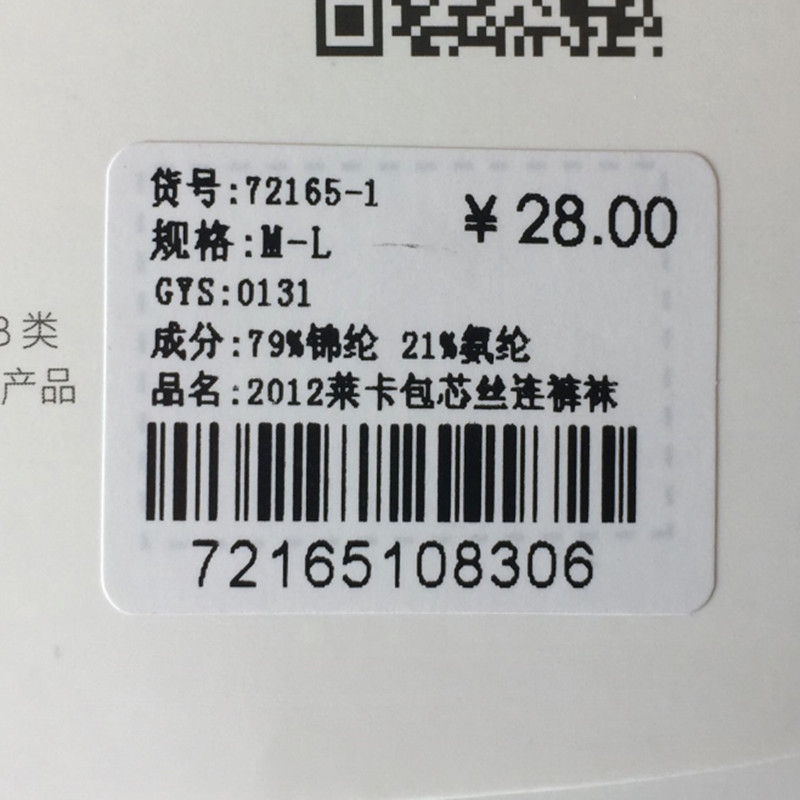 货号:72165-1
¥ 28.00
规格:M-L
GYS:0131
成分:79%锦纶 21%氨纶
品名:2012莱卡包芯丝连裤袜
72165108306
类
产品